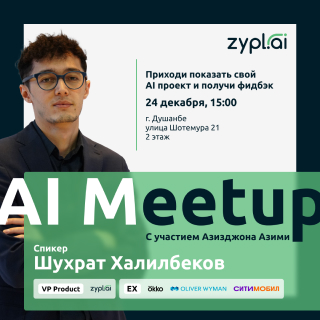 zypl.ai
Приходи показать свой
AI проект и получи фидбэк
24 декабря, 15:00
г. Душанбе
улица Шотемура 21
2 этаж
AI Meetup
С участием Азизджона Азими
Спикер
Шухрат Халилбеков
VP Product zypl.ai EX ökko OLIVER WYMAN СИТИМОБИЛ